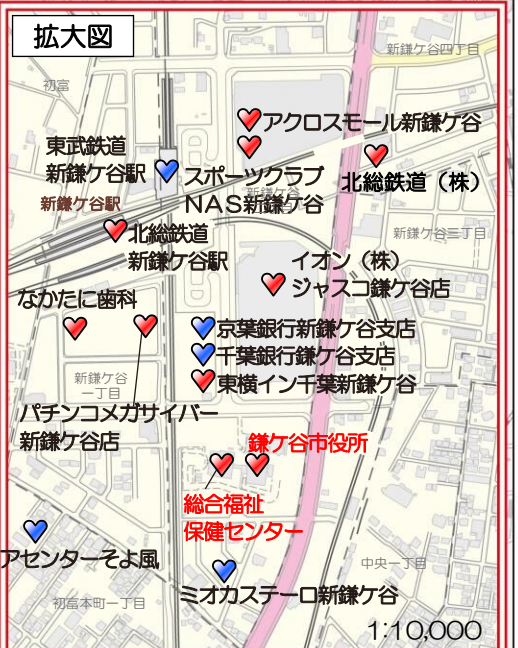 拡大図
新鎌ケ谷四丁目
初富
アクロスモール新鎌ケ谷
東武鉄道
新鎌ケ谷駅
スポーツクラブ
NAS新鎌ケ谷
北総鉄道（株）
新鎌ケ谷
新鎌ケ谷駅
北総鉄道
新鎌ケ谷駅
新鎌ケ谷三丁目
イオン（株）
ジャスコ鎌ケ谷店
なかたに歯科
京葉銀行新鎌ケ谷支店
千葉銀行鎌ケ谷支店
東横イン千葉新鎌ケ谷
新鎌ケ谷
一丁目
パチンコメガサイバー
新鎌ケ谷店
鎌ケ谷市役所
総合福祉
保健センター
アセンターそよ風
中央一丁目
ミオカステーロ新鎌ケ谷
初富本町一丁目
1:10,000